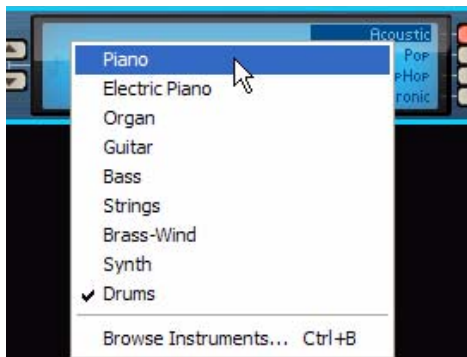 Acoustic
Pop
pHop
ronic
Piano
Electric Piano
Organ
Guitar
Bass
Strings
Brass-Wind
Synth
Drums
Browse Instruments... Ctrl+B